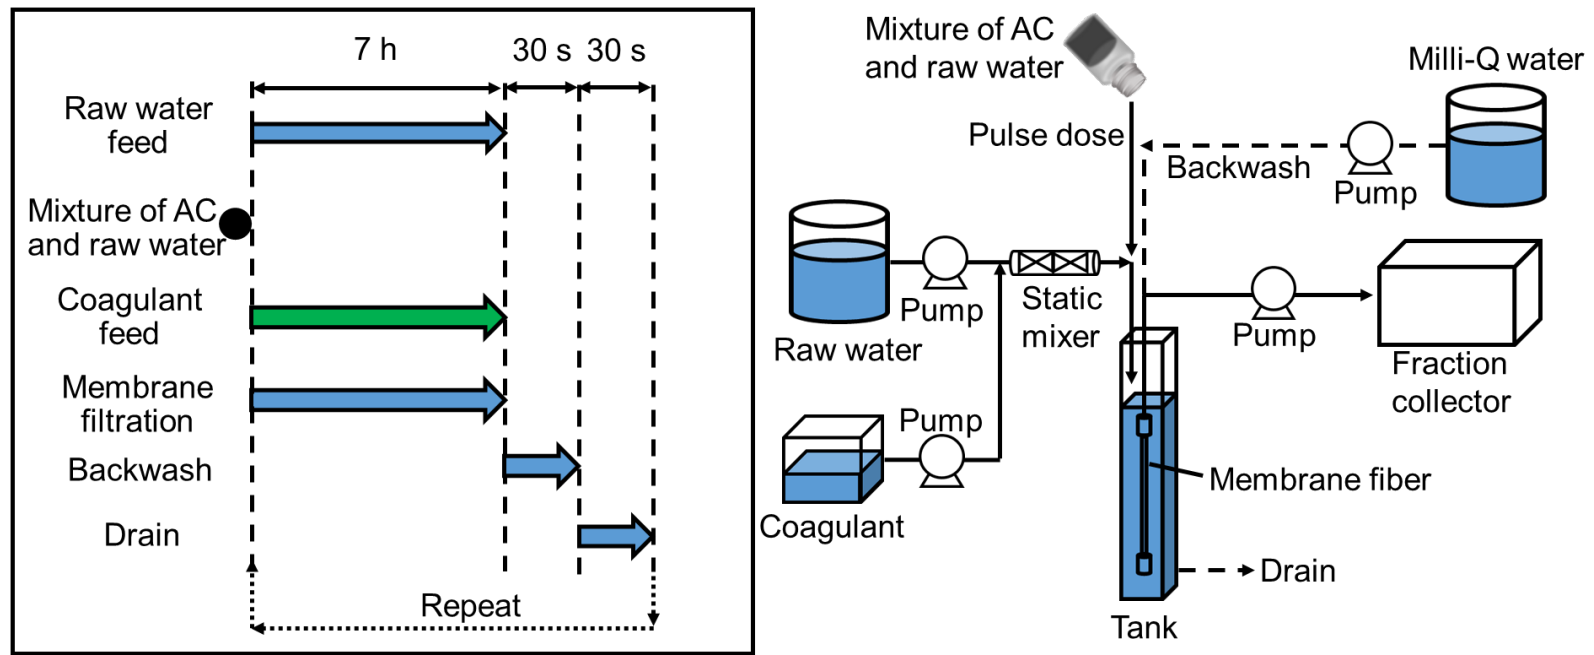 7 h
30 s
30 s
Raw water
feed
Mixture of AC
and raw water
Coagulant
feed
Membrane
filtration
Backwash
Drain
Repeat
Mixture of AC
and raw water
Milli-Q water
Pulse dose
Backwash
Pump
Pump
Static
mixer
Raw water
Pump
Fraction
collector
Pump
Membrane fiber
Coagulant
Drain
Tank